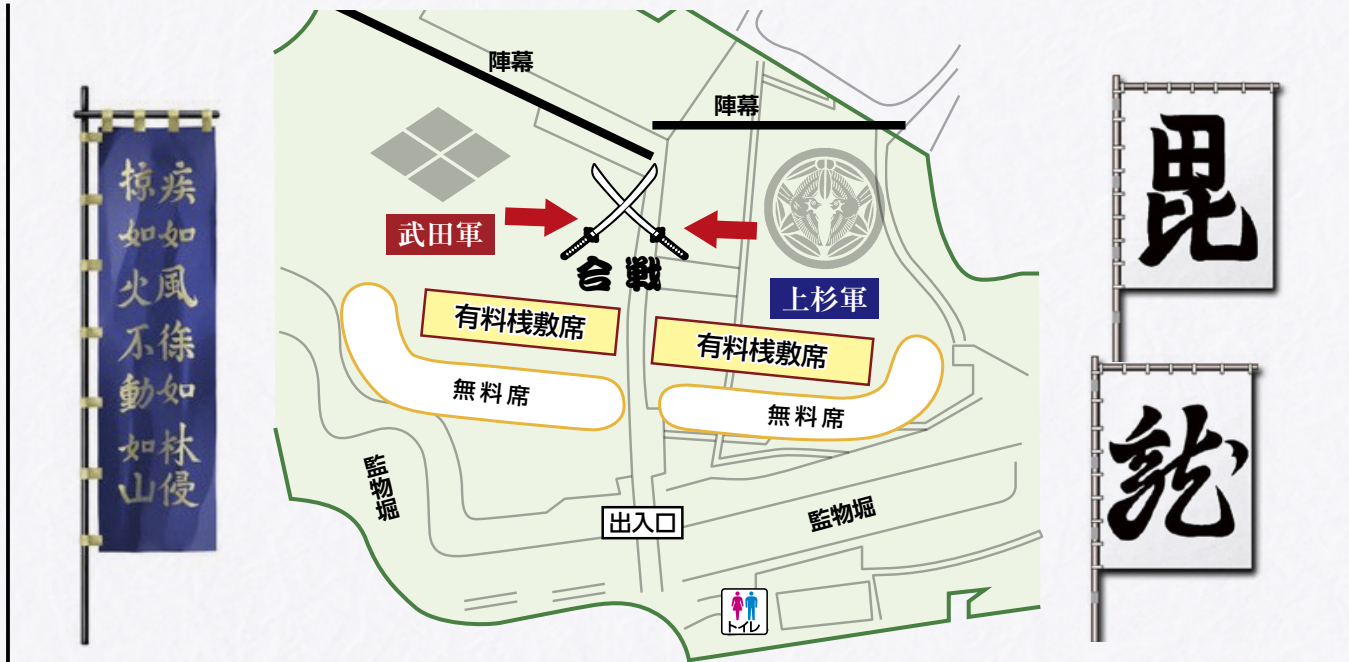 疾如風徐如林侵
掠如火不動如山
陣幕
陣幕
武田軍
合戦
上杉軍
有料桟敷席
有料桟敷席
無料席
無料席
監物堀
監物堀
出入口
トイレ
毘
龍